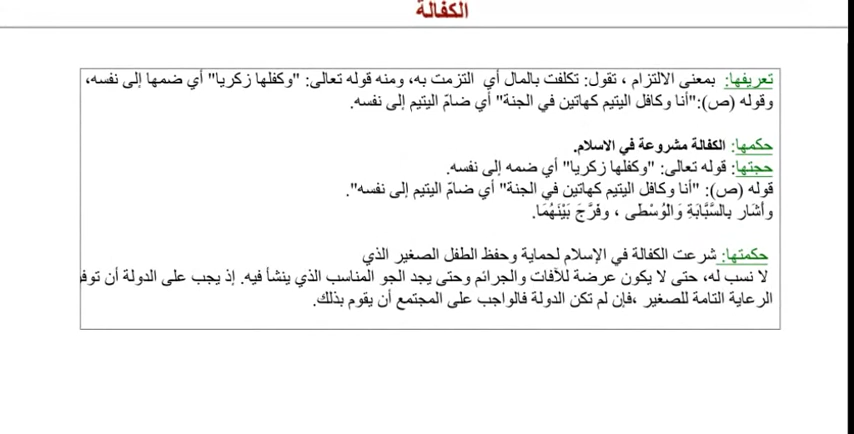 الكفالة
تعريفها: بمعنى الالتزام ، تقول: تكلفت بالمال أي التزمت به، ومنه قوله تعالى: "وكفلها زكريا" أي ضمها إلى نفسه،
وقوله (ص):"أنا وكافل اليتيم كهاتين في الجنة" أي ضامّ اليتيم إلى نفسه.
حكمها: الكفالة مشروعة في الاسلام.
حجتها: قوله تعالى: "وكفلها زكريا" أي ضمه إلى نفسه.
قوله (ص): "أنا وكافل اليتيم كهاتين في الجنة" أي ضامّ اليتيم إلى نفسه".
وأشار بالسَّبَّابَةِ وَالْوُسْطَى ، وفَرَّجَ بَيْنَهُمَا.
حكمتها: شرعت الكفالة في الإسلام لحماية وحفظ الطفل الصغير الذي
لا نسب له، حتى لا يكون عرضة للآفات والجرائم وحتى يجد الجو المناسب الذي ينشأ فيه. إذ يجب على الدولة أن توفر
الرعاية التامة للصغير، فإن لم تكن الدولة فالواجب على المجتمع أن يقوم بذلك.